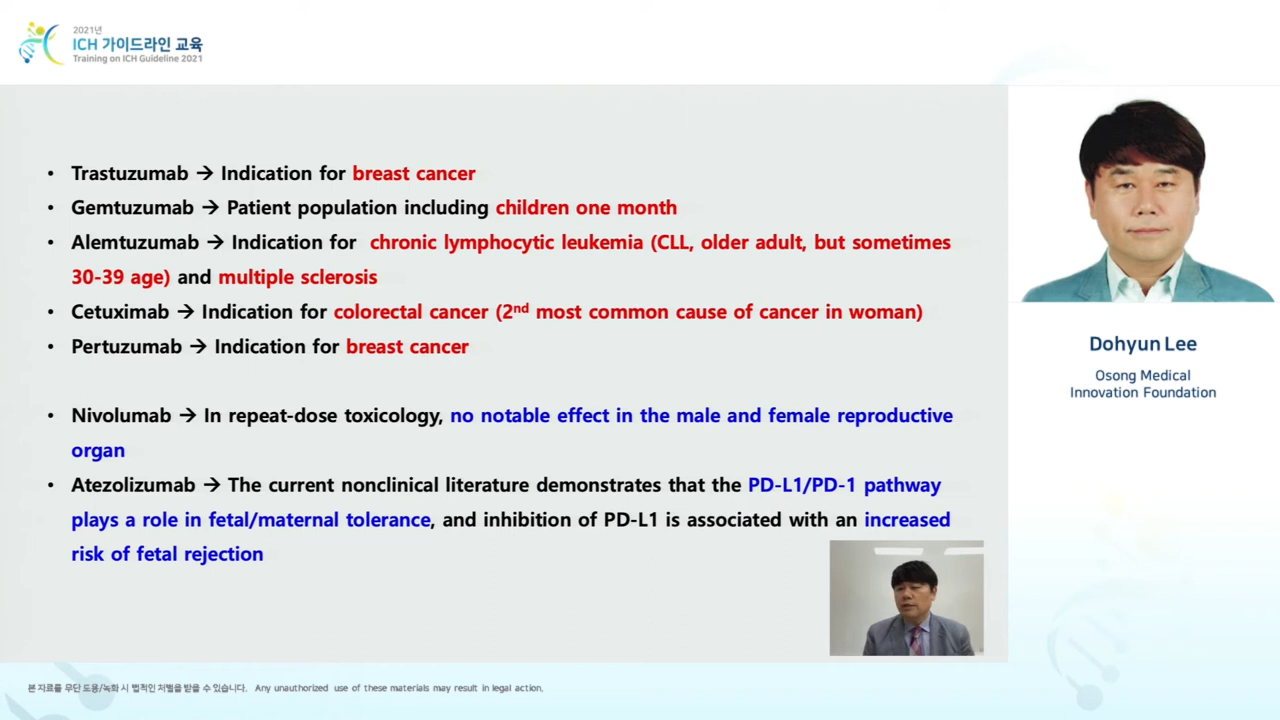 2021년
ICH 가이드라인 교육
Training on ICH Guideline 2021
• Trastuzumab → Indication for breast cancer
• Gemtuzumab → Patient population including children one month
• Alemtuzumab → Indication for chronic lymphocytic leukemia (CLL, older adult, but sometimes
30-39 age) and multiple sclerosis
• Cetuximab → Indication for colorectal cancer (2nd most common cause of cancer in woman)
• Pertuzumab → Indication for breast cancer
• Nivolumab → In repeat-dose toxicology, no notable effect in the male and female reproductive
organ
• Atezolizumab → The current nonclinical literature demonstrates that the PD-L1/PD-1 pathway
plays a role in fetal/maternal tolerance, and inhibition of PD-L1 is associated with an increased
risk of fetal rejection
Dohyun Lee
Osong Medical
Innovation Foundation
본 자료를 무단 도용/녹화 시 법적인 처벌을 받을 수 있습니다. Any unauthorized use of these materials may result in legal action.